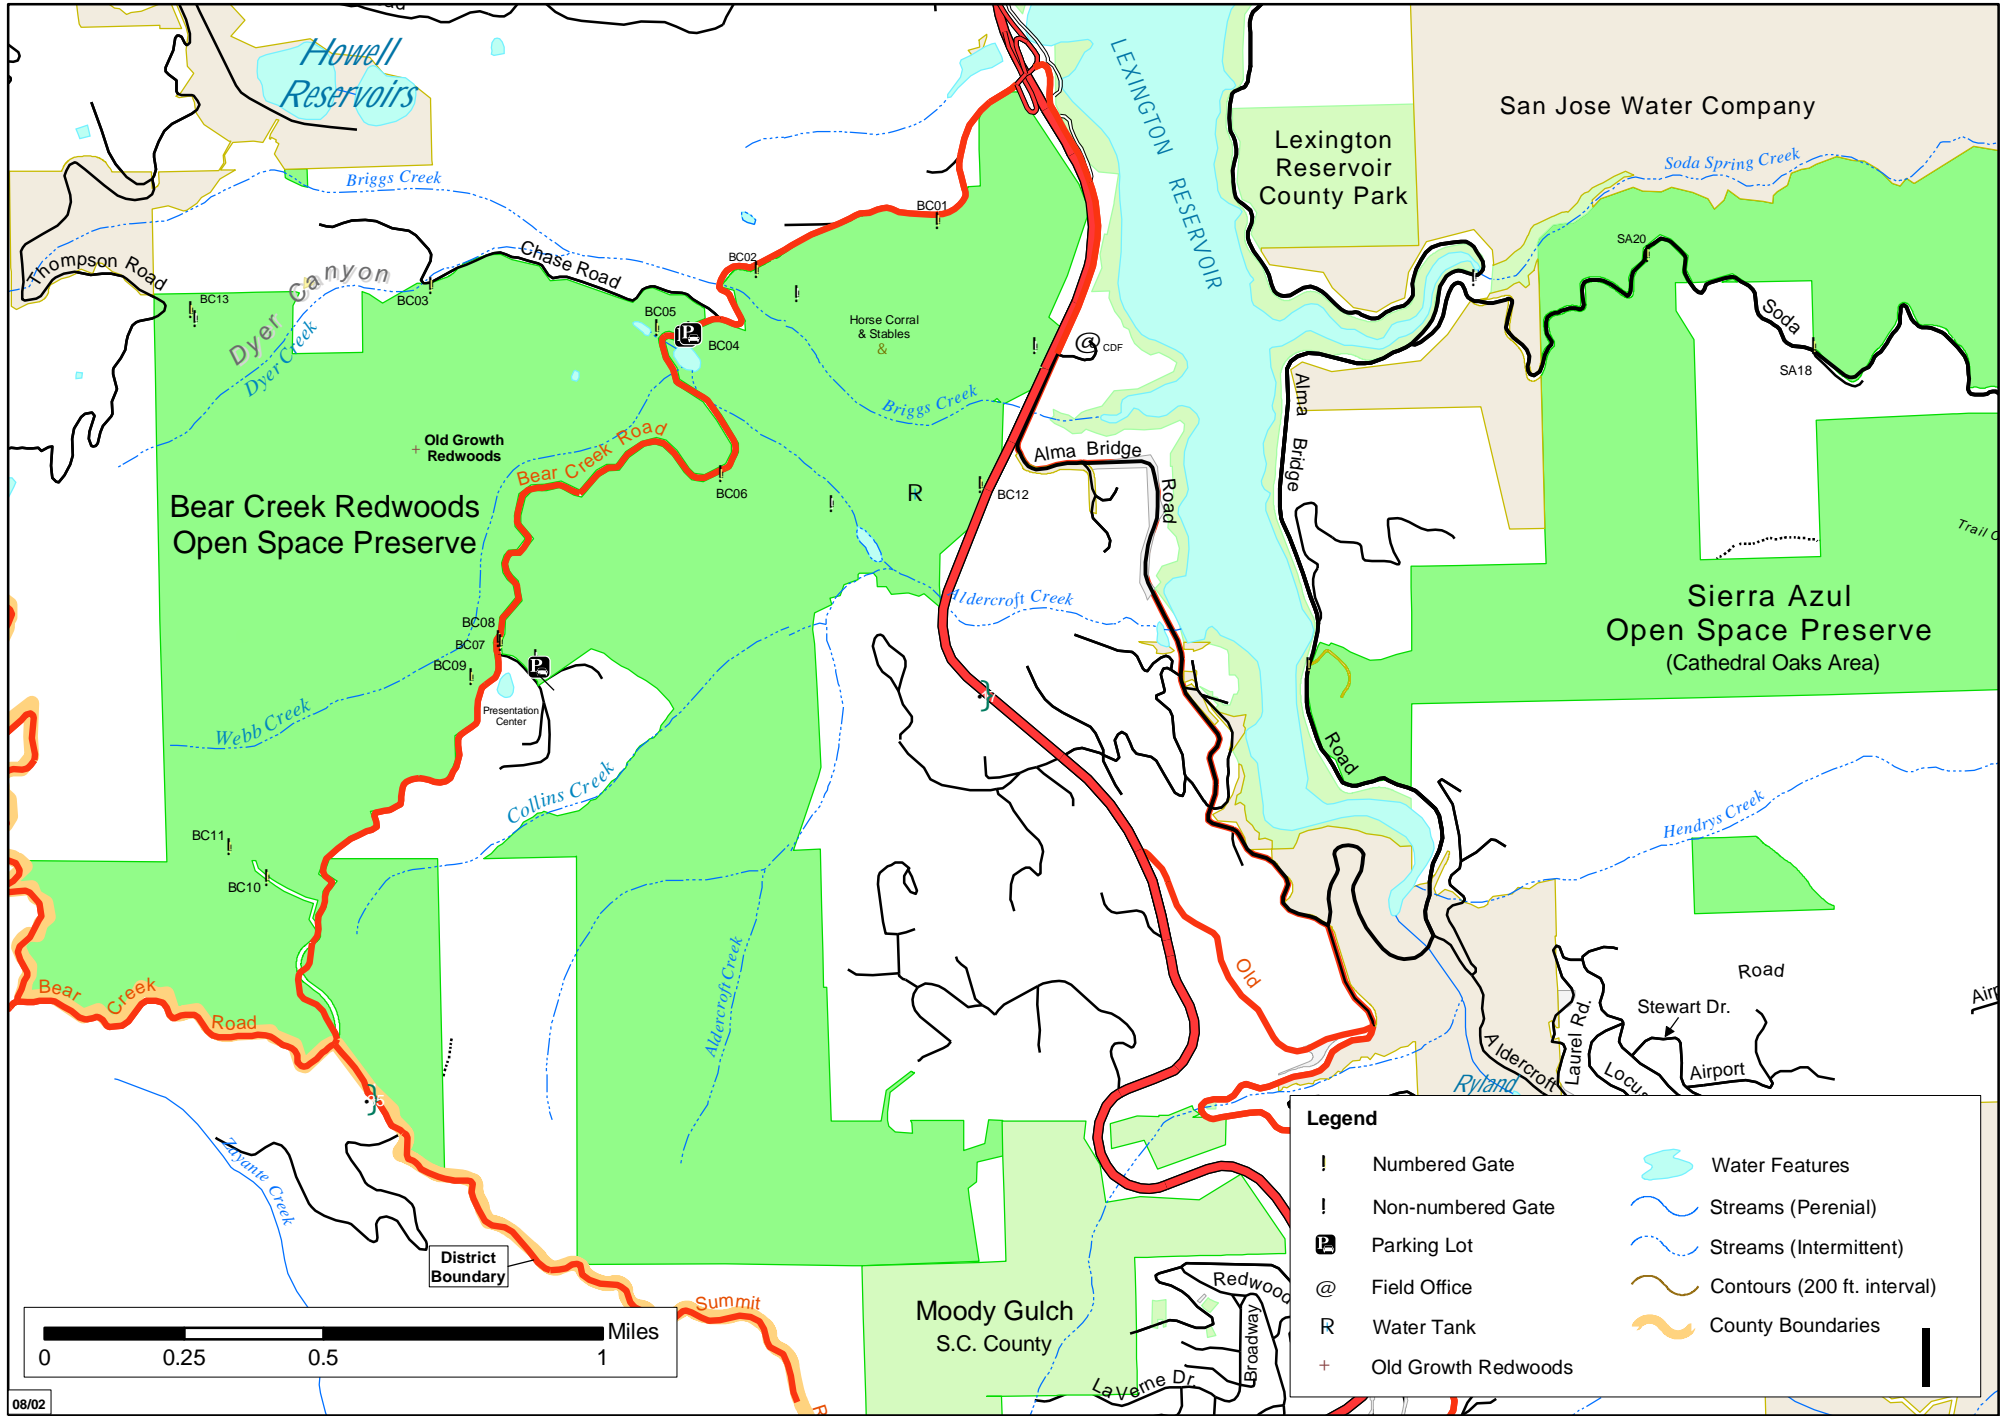 Howell
Reservoirs
LEXINGTON
RESERVOIR
San Jose Water Company
Lexington
Reservoir
County Park
Soda Spring Creek
Briggs Creek
BC01
BC02
SA20
Thompson Road
Dyer Canyon
Chase Road
BC03
BC13
BC05
BC04
Dyer Creek
Horse Corral
& Stables
&
@
CDF
Soda
SA18
Alma Bridge Road
Briggs Creek
Old Growth
Redwoods
Bear Creek Road
BC06
Alma Bridge Road
BC12
R
Bear Creek Redwoods
Open Space Preserve
Trail
Sierra Azul
Open Space Preserve
(Cathedral Oaks Area)
Aldercroft Creek
BC08
BC07
BC09
Presentation
Center
Webb Creek
Collins Creek
Hendrys Creek
BC11
BC10
Aldercroft Creek
Old
Bear Creek Road
Road
Stewart Dr.
Laurel Rd.
Airport
Aldercroft
Locus
Ryland
Zayante Creek
District
Boundary
Summit
R
Moody Gulch
S.C. County
Redwood
Broadway
LaVerne Dr.
Legend
! Numbered Gate
! Non-numbered Gate
P Parking Lot
@ Field Office
R Water Tank
+ Old Growth Redwoods
Water Features
Streams (Perenial)
Streams (Intermittent)
Contours (200 ft. interval)
County Boundaries
Miles
0 0.25 0.5 1
08/02